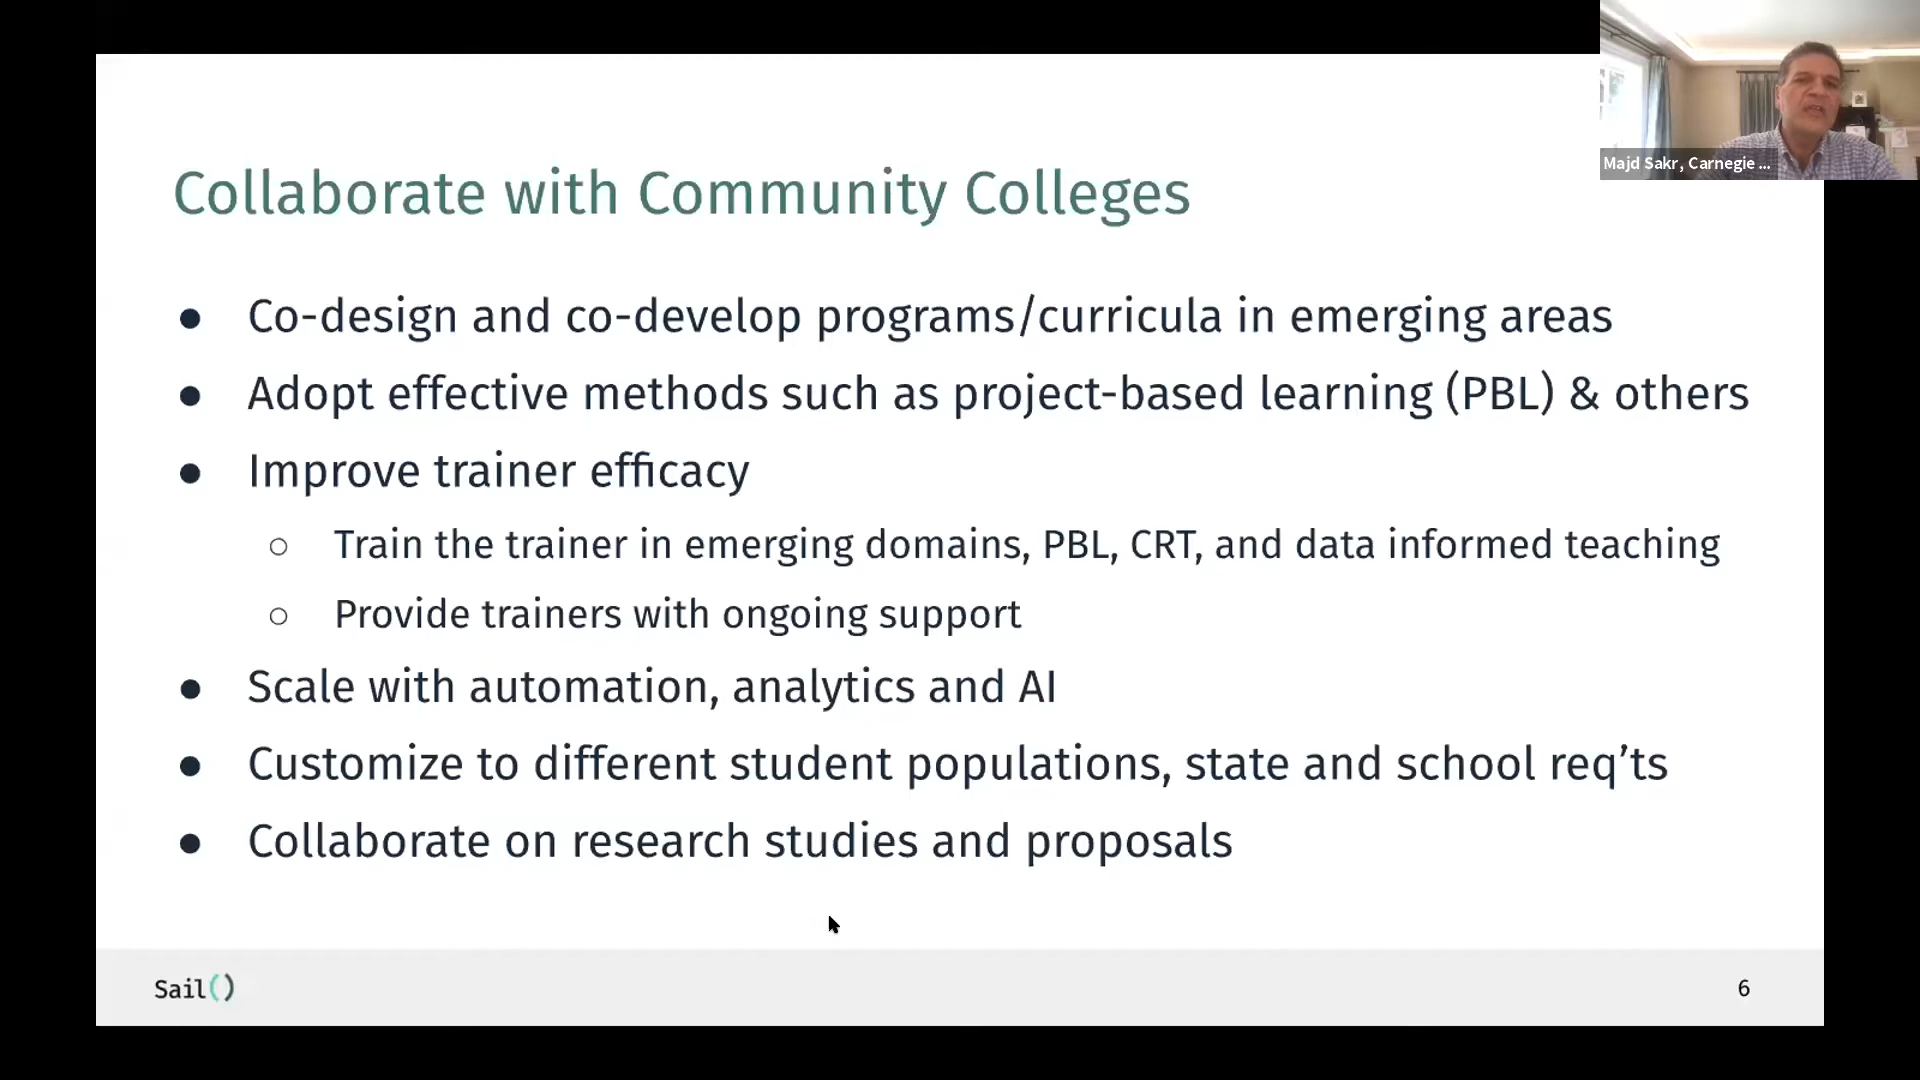 Majd Sakr, Carnegie ...
Collaborate with Community Colleges
● Co-design and co-develop programs/curricula in emerging areas
● Adopt effective methods such as project-based learning (PBL) & others
● Improve trainer efficacy
○ Train the trainer in emerging domains, PBL, CRT, and data informed teaching
○ Provide trainers with ongoing support
● Scale with automation, analytics and AI
● Customize to different student populations, state and school req’ts
● Collaborate on research studies and proposals
Sail()
6